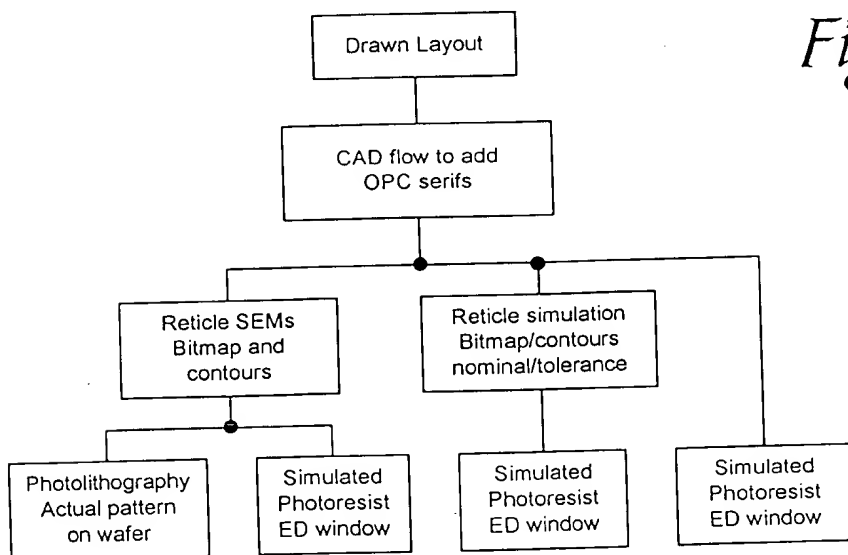 Drawn Layout
CAD flow to add
OPC serifs
Reticle SEMs
Bitmap and
contours
Reticle simulation
Bitmap/contours
nominal/tolerance
Photolithography
Actual pattern
on wafer
Simulated
Photoresist
ED window
Simulated
Photoresist
ED window
Simulated
Photoresist
ED window